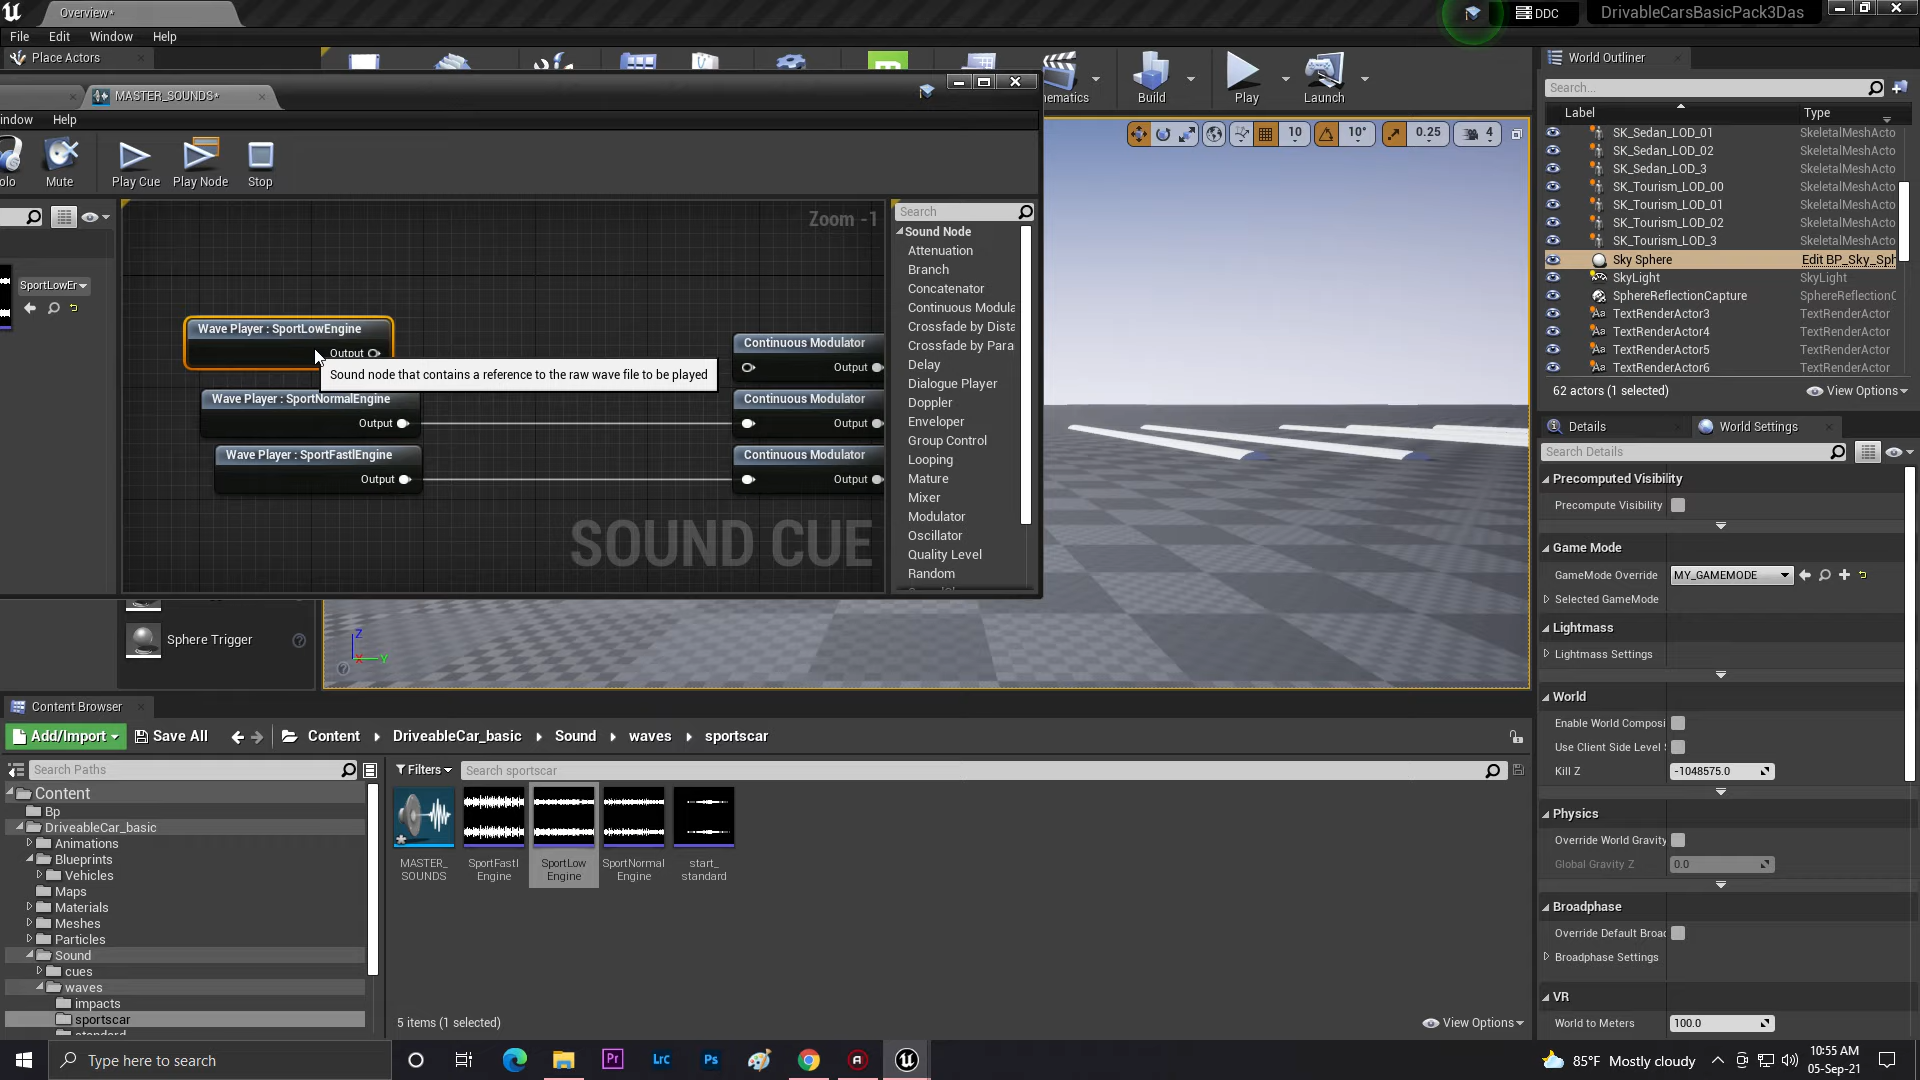 Overview*
DDC
DrivableCarsBasicPack3Das
File Edit Window Help
Place Actors
World Outliner
MASTER_SOUNDS*
Help
Build
Play
Launch
Search...
Label
Type
SK_Sedan_LOD_01 SkeletalMeshActo
SK_Sedan_LOD_02 SkeletalMeshActo
SK_Sedan_LOD_3 SkeletalMeshActo
SK_Tourism_LOD_00 SkeletalMeshActo
SK_Tourism_LOD_01 SkeletalMeshActo
SK_Tourism_LOD_02 SkeletalMeshActo
SK_Tourism_LOD_3 SkeletalMeshActo
Sky Sphere Edit BP_Sky_Sph
SkyLight SkyLight
SphereReflectionCapture
TextRenderActor3 TextRenderActor
TextRenderActor4 TextRenderActor
TextRenderActor5 TextRenderActor
TextRenderActor6 TextRenderActor
62 actors (1 selected)
View Options
Mute
Play Cue
Play Node
Stop
10
10°
0.25
4
Zoom -1
Search
Sound Node
Attenuation
Branch
Concatenator
Continuous Modula
Crossfade by Dista
Crossfade by Para
Delay
Dialogue Player
Doppler
Enveloper
Group Control
Looping
Mature
Mixer
Modulator
Oscillator
Quality Level
Random
SportLowEr
Wave Player : SportLowEngine
Output
Sound node that contains a reference to the raw wave file to be played
Wave Player : SportNormalEngine
Output
Wave Player : SportFastlEngine
Output
Continuous Modulator
Output
Continuous Modulator
Output
Continuous Modulator
Output
SOUND CUE
Sphere Trigger
Z
X
Y
Details
World Settings
Search Details
Precomputed Visibility
Precompute Visibility
Game Mode
GameMode Override MY_GAMEMODE
Selected GameMode
Lightmass
Lightmass Settings
World
Enable World Composi
Use Client Side Level
Kill Z -1048575.0
Physics
Override World Gravity
Global Gravity Z 0.0
Broadphase
Override Default Broad
Broadphase Settings
VR
World to Meters 100.0
Content Browser
Add/Import
Save All
Content
DriveableCar_basic
Sound
waves
sportscar
Search Paths
Filters
Search sportscar
Content
Bp
DriveableCar_basic
Animations
Blueprints
Vehicles
Maps
Materials
Meshes
Particles
Sound
cues
waves
impacts
sportscar
MASTER_
SOUNDS
SportFastl
Engine
SportLow
Engine
SportNormal
Engine
start_
standard
5 items (1 selected)
View Options
Type here to search
Pr
Lrc
Ps
85°F Mostly cloudy
10:55 AM
05-Sep-21